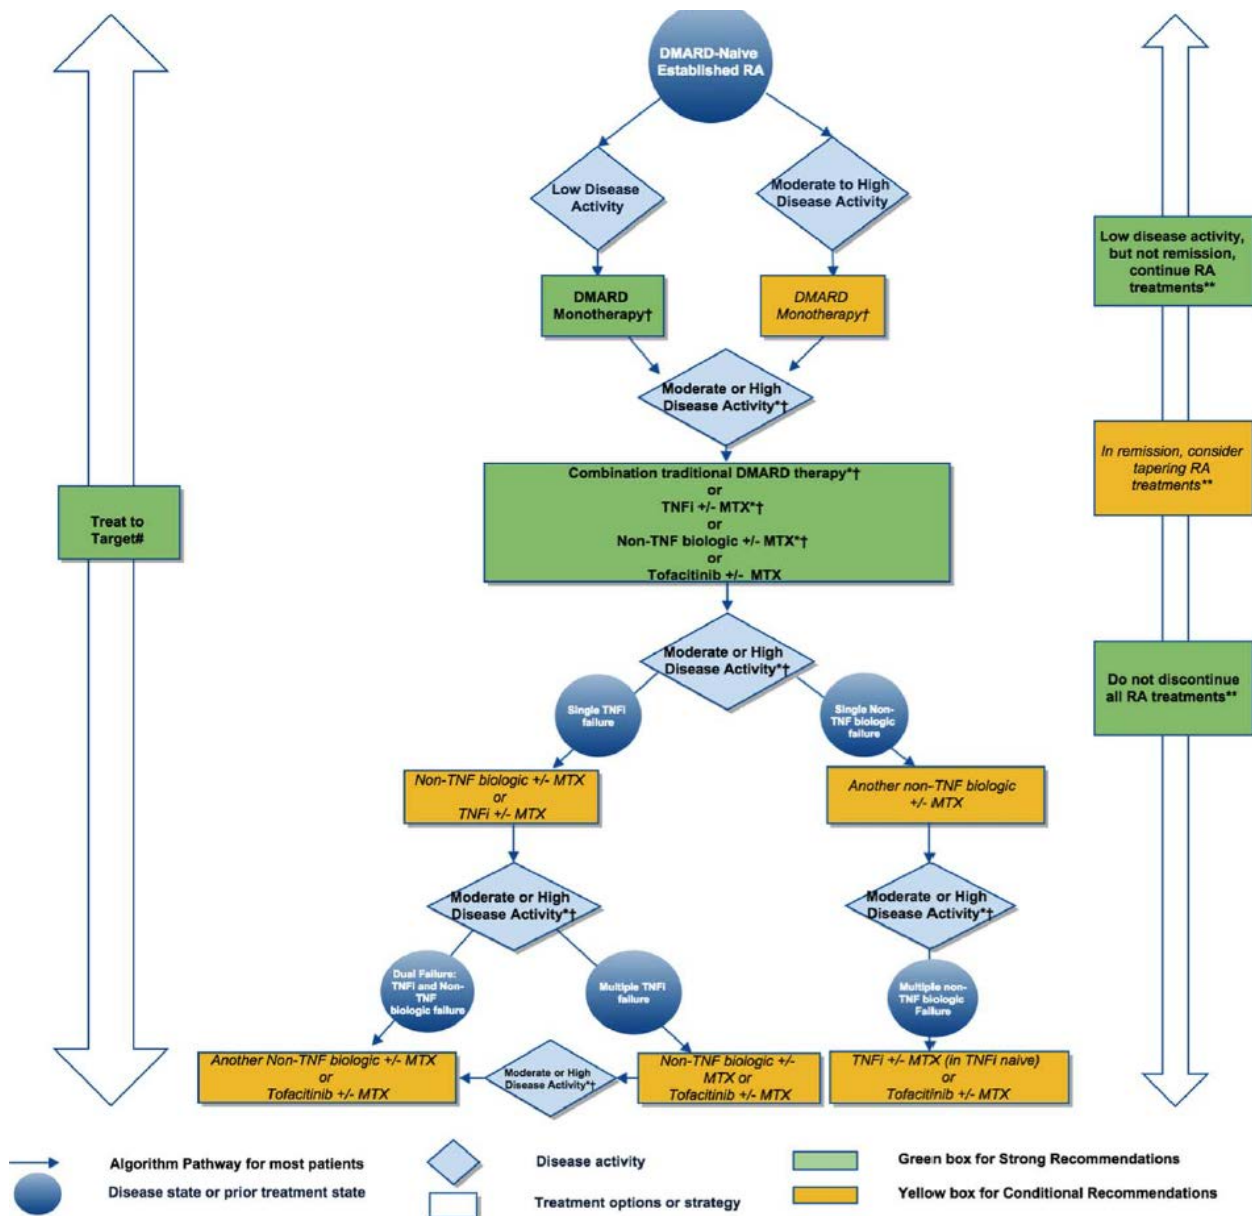 DMARD-Naive
Established RA
Low Disease
Activity
Moderate to High
Disease Activity
DMARD
Monotherapy†
DMARD
Monotherapy†
Moderate or High
Disease Activity*†
Combination traditional DMARD therapy*†
or
TNFi +/- MTX*†
or
Non-TNF biologic +/- MTX*†
or
Tofacitinib +/- MTX
Moderate or High
Disease Activity*†
Single TNFi
failure
Single Non-
TNF biologic
failure
Non-TNF biologic +/- MTX
or
TNFi +/- MTX
Another non-TNF biologic
+/- MTX
Moderate or High
Disease Activity*†
Moderate or High
Disease Activity*†
Dual Failure:
TNFi and Non-
TNF
biologic failure
Multiple TNFi
failure
Multiple non-
TNF biologic
Failure
Another Non-TNF biologic +/- MTX
or
Tofacitinib +/- MTX
Moderate or High
Disease Activity*†
Non-TNF biologic +/-
MTX or
Tofacitinib +/- MTX
TNFi +/- MTX (in TNFi naive)
or
Tofacitinib +/- MTX
Treat to
Target#
Low disease activity,
but not remission,
continue RA
treatments**
In remission, consider
tapering RA
treatments**
Do not discontinue
all RA treatments**
Algorithm Pathway for most patients
Disease state or prior treatment state
Disease activity
Treatment options or strategy
Green box for Strong Recommendations
Yellow box for Conditional Recommendations